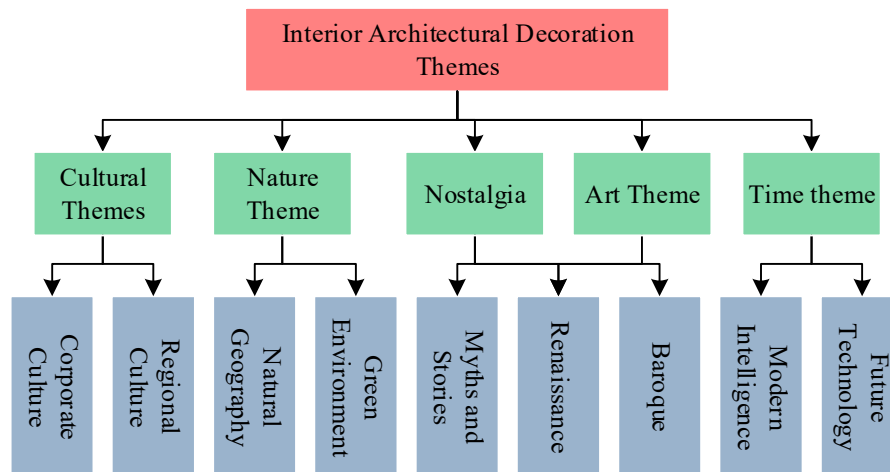 Interior Architectural Decoration
Themes
Cultural
Themes
Nature
Theme
Nostalgia
Art Theme
Time theme
Corporate
Culture
Regional
Culture
Natural
Geography
Green
Environment
Myths and
Stories
Renaissance
Baroque
Modern
Intelligence
Future
Technology